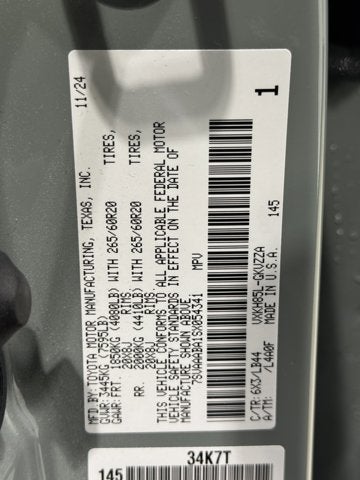 MFD.BY:TOYOTA MOTOR MANUFACTURING, TEXAS, INC. 11/24
GVWR: 3445KG (7595LB)
GAWR:FRT. 1850KG (4080LB) WITH 265/60R20 TIRES,
20X8J RIMS
RR. 2000KG (4410LB) WITH 265/60R20 TIRES,
20X8J RIMS
THIS VEHICLE CONFORMS TO ALL APPLICABLE FEDERAL MOTOR
VEHICLE SAFETY STANDARDS IN EFFECT ON THE DATE OF
MANUFACTURE SHOWN ABOVE.
7SVAAABA1SX054341 MPV
1
C/TR: 6X3/LB44 VXKH85L-GKVZZA 145
/L4A0F MADE IN U.S.A.
34K7T
145